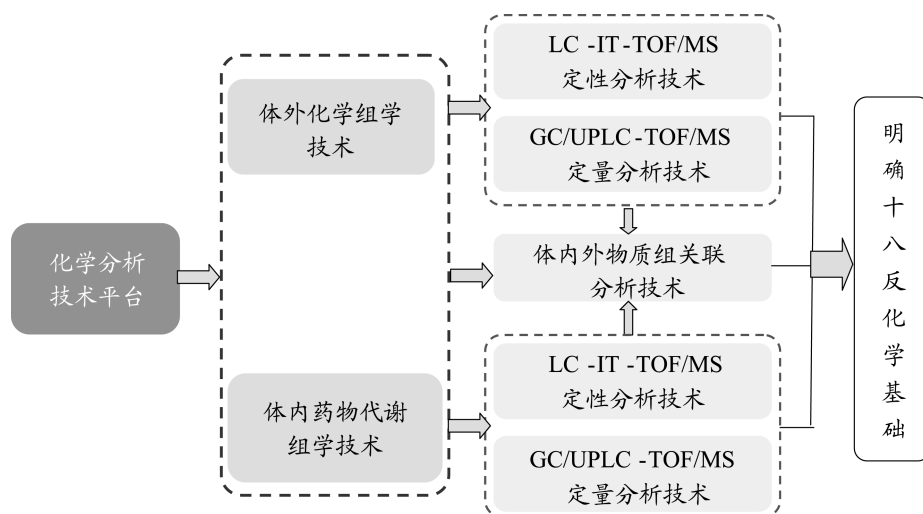 化学分析
技术平台
体外化学组学
技术
体内药物代谢
组学技术
LC -IT -TOF/MS
定性分析技术
GC/UPLC -TOF/MS
定量分析技术
体内外物质组关联
分析技术
LC -IT -TOF/MS
定性分析技术
GC/UPLC -TOF/MS
定量分析技术
明确十八反化学基础